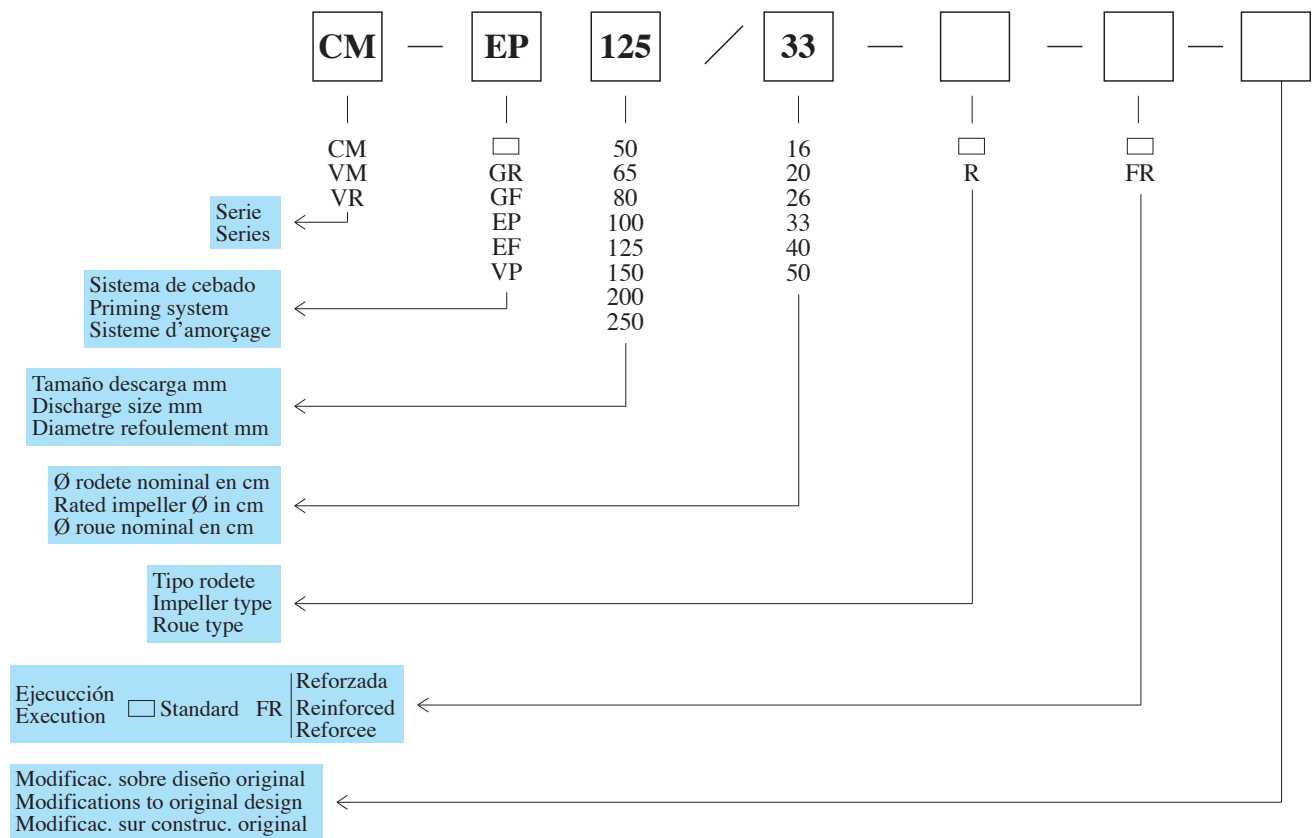 CM — EP 125 / 33 — —  —
CM
VM
VR
GR
GF
EP
EF
VP
50
65
80
100
125
150
200
250
16
20
26
33
40
50
R
FR
Serie
Series
Sistema de cebado
Priming system
Sisteme d'amorçage
Tamaño descarga mm
Discharge size mm
Diametre refoulement mm
Ø rodete nominal en cm
Rated impeller Ø in cm
Ø roue nominal en cm
Tipo rodete
Impeller type
Roue type
Ejecucción
Execution
Standard FR
Reforzada
Reinforced
Reforcee
Modificac. sobre diseño original
Modifications to original design
Modificac. sur construc. original